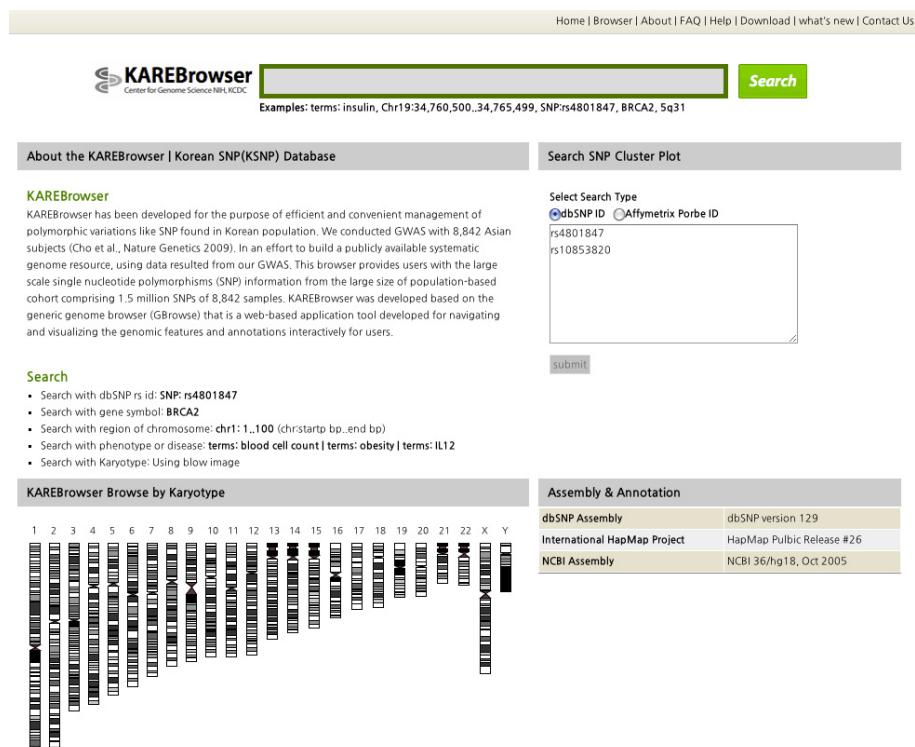 Home | Browser | About | FAQ | Help | Download | what's new | Contact Us
KAREBrowser
Center for Genome Science NIH, KCDC
Search
Examples: terms: insulin, Chr19:34,760,500..34,765,499, SNP:rs4801847, BRCA2, 5q31
About the KAREBrowser | Korean SNP(KSNP) Database
KAREBrowser
KAREBrowser has been developed for the purpose of efficient and convenient management of
polymorphic variations like SNP found in Korean population. We conducted GWAS with 8,842 Asian
subjects (Cho et al., Nature Genetics 2009). In an effort to build a publicly available systematic
genome resource, using data resulted from our GWAS. This browser provides users with the large
scale single nucleotide polymorphisms (SNP) information from the large size of population-based
cohort comprising 1.5 million SNPs of 8,842 samples. KAREBrowser was developed based on the
generic genome browser (GBrowse) that is a web-based application tool developed for navigating
and visualizing the genomic features and annotations interactively for users.
Search
Search with dbSNP rs id: SNP: rs4801847
Search with gene symbol: BRCA2
Search with region of chromosome: chr1: 1..100 (chr:startp bp..end bp)
Search with phenotype or disease: terms: blood cell count | terms: obesity | terms: IL12
Search with Karyotype: Using blow image
Search SNP Cluster Plot
Select Search Type
dbSNP ID Affymetrix Porbe ID
rs4801847
rs10853820
submit
KAREBrowser Browse by Karyotype
1 2 3 4 5 6 7 8 9 10 11 12 13 14 15 16 17 18 19 20 21 22 X Y
Assembly & Annotation
dbSNP Assembly dbSNP version 129
International HapMap Project HapMap Pulbic Release #26
NCBI Assembly NCBI 36/hg18, Oct 2005